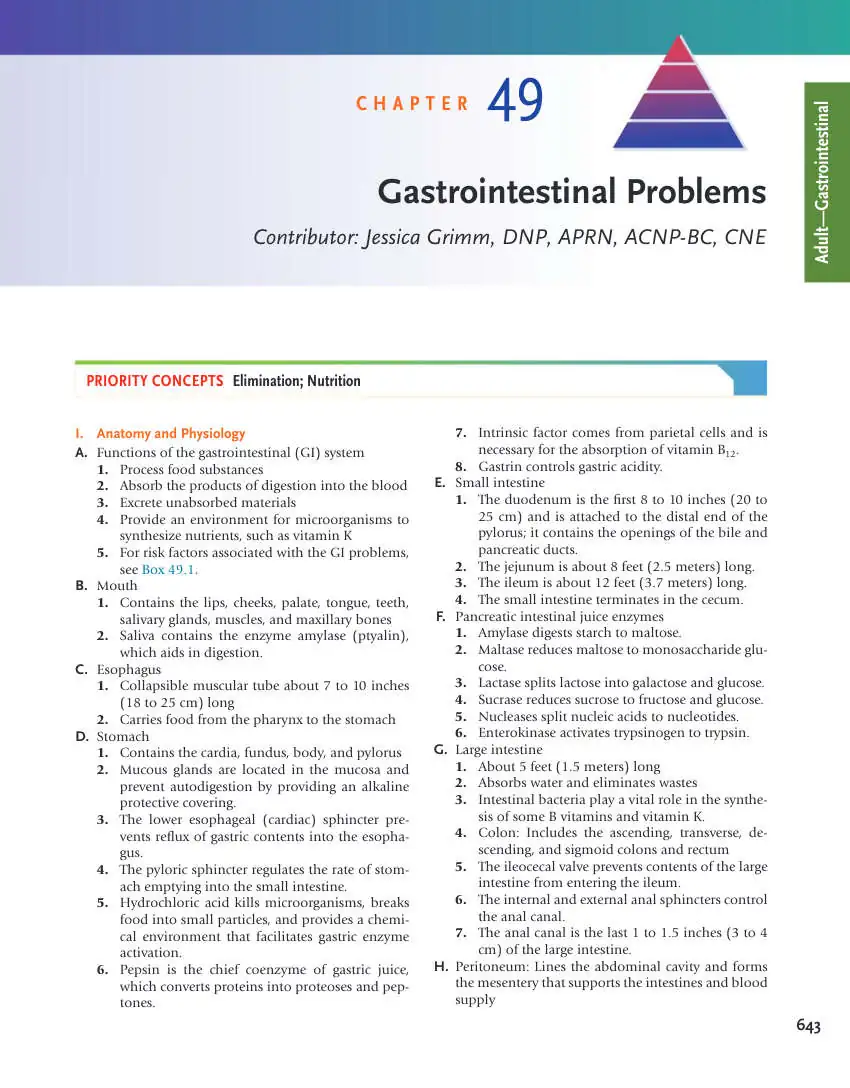 CHAPTER 49
Adult—Gastrointestinal
Gastrointestinal Problems
Contributor: Jessica Grimm, DNP, APRN, ACNP-BC, CNE
PRIORITY CONCEPTS Elimination; Nutrition
I. Anatomy and Physiology
A. Functions of the gastrointestinal (GI) system
1. Process food substances
2. Absorb the products of digestion into the blood
3. Excrete unabsorbed materials
4. Provide an environment for microorganisms to
synthesize nutrients, such as vitamin K
5. For risk factors associated with the GI problems,
see Box 49.1.
B. Mouth
1. Contains the lips, cheeks, palate, tongue, teeth,
salivary glands, muscles, and maxillary bones
2. Saliva contains the enzyme amylase (ptyalin),
which aids in digestion.
C. Esophagus
1. Collapsible muscular tube about 7 to 10 inches
(18 to 25 cm) long
2. Carries food from the pharynx to the stomach
D. Stomach
1. Contains the cardia, fundus, body, and pylorus
2. Mucous glands are located in the mucosa and
prevent autodigestion by providing an alkaline
protective covering.
3. The lower esophageal (cardiac) sphincter pre-
vents reflux of gastric contents into the esopha-
gus.
4. The pyloric sphincter regulates the rate of stom-
ach emptying into the small intestine.
5. Hydrochloric acid kills microorganisms, breaks
food into small particles, and provides a chemi-
cal environment that facilitates gastric enzyme
activation.
6. Pepsin is the chief coenzyme of gastric juice,
which converts proteins into proteoses and pep-
tones.
7. Intrinsic factor comes from parietal cells and is
necessary for the absorption of vitamin B12.
8. Gastrin controls gastric acidity.
E. Small intestine
1. The duodenum is the first 8 to 10 inches (20 to
25 cm) and is attached to the distal end of the
pylorus; it contains the openings of the bile and
pancreatic ducts.
2. The jejunum is about 8 feet (2.5 meters) long.
3. The ileum is about 12 feet (3.7 meters) long.
4. The small intestine terminates in the cecum.
F. Pancreatic intestinal juice enzymes
1. Amylase digests starch to maltose.
2. Maltase reduces maltose to monosaccharide glu-
cose.
3. Lactase splits lactose into galactose and glucose.
4. Sucrase reduces sucrose to fructose and glucose.
5. Nucleases split nucleic acids to nucleotides.
6. Enterokinase activates trypsinogen to trypsin.
G. Large intestine
1. About 5 feet (1.5 meters) long
2. Absorbs water and eliminates wastes
3. Intestinal bacteria play a vital role in the synthe-
sis of some B vitamins and vitamin K.
4. Colon: Includes the ascending, transverse, de-
scending, and sigmoid colons and rectum
5. The ileocecal valve prevents contents of the large
intestine from entering the ileum.
6. The internal and external anal sphincters control
the anal canal.
7. The anal canal is the last 1 to 1.5 inches (3 to 4
cm) of the large intestine.
H. Peritoneum: Lines the abdominal cavity and forms
the mesentery that supports the intestines and blood
supply
643